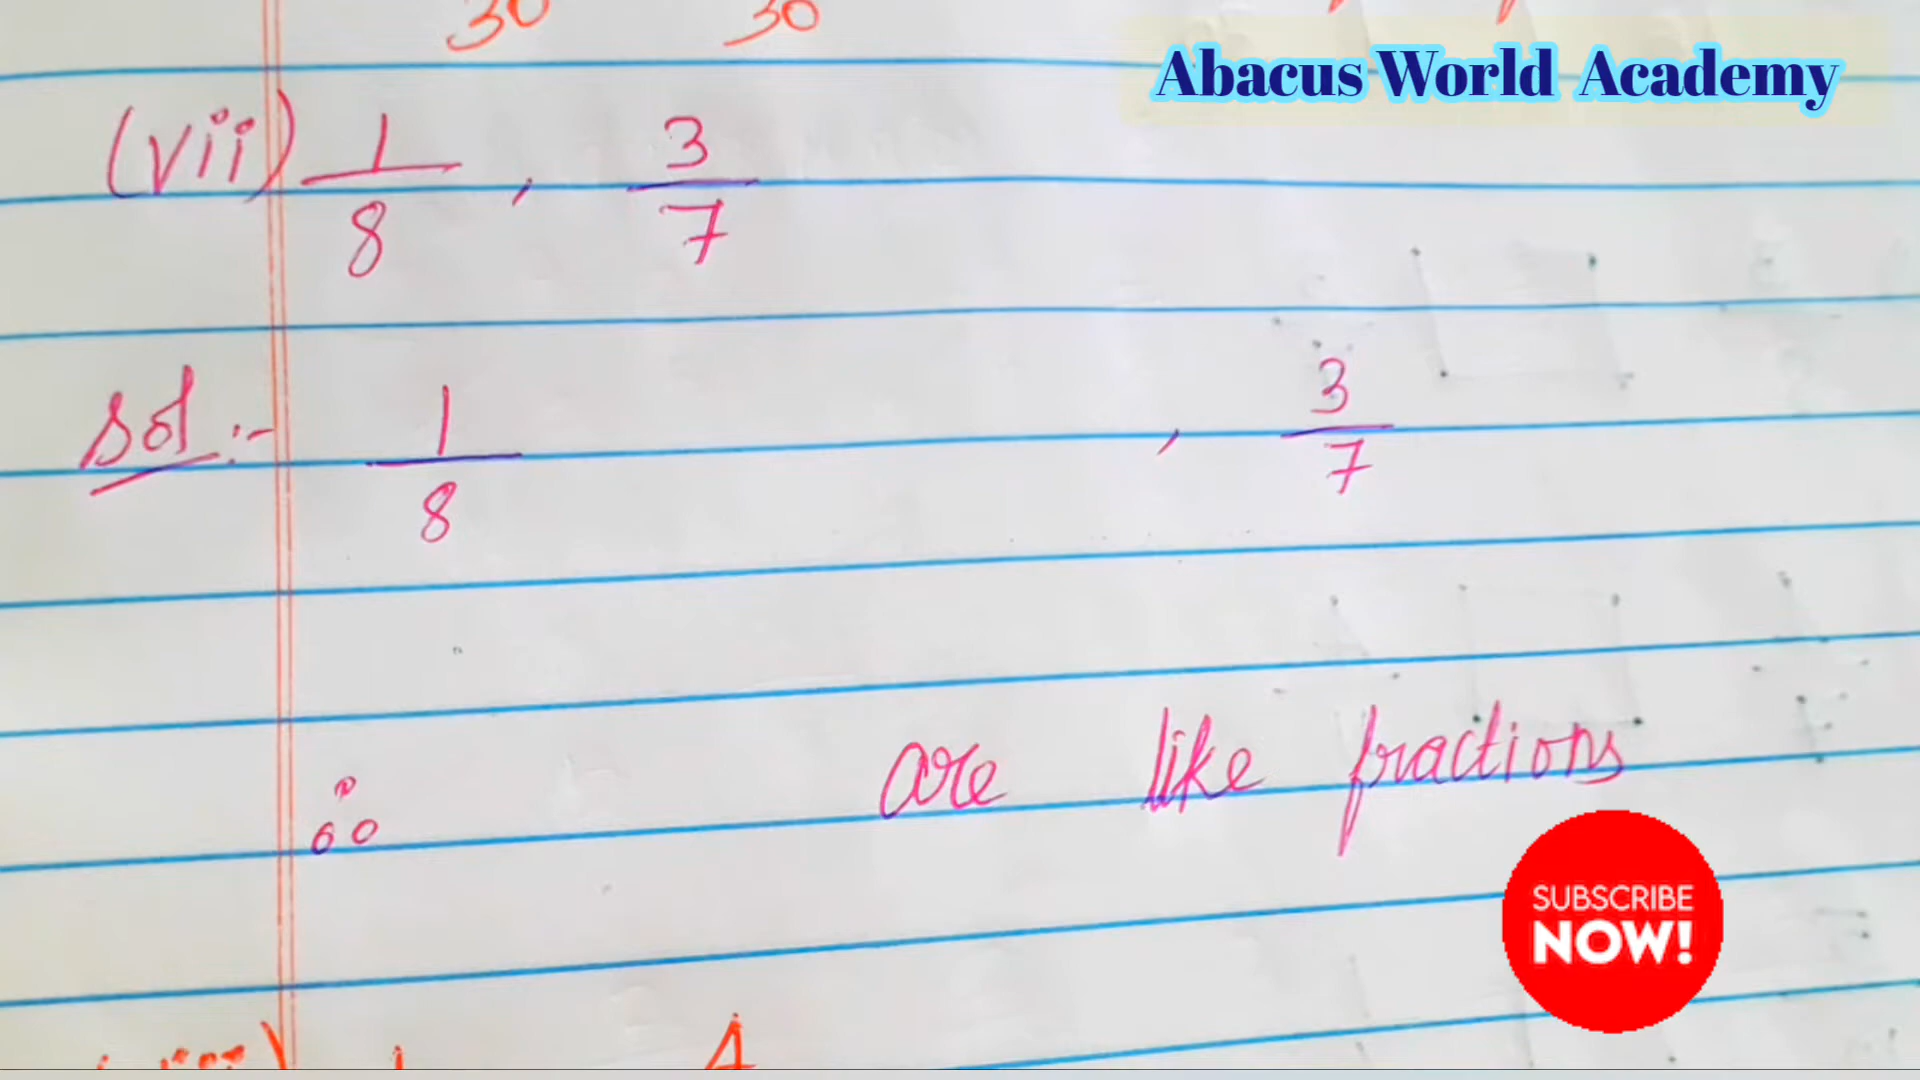 30 30
Abacus World Academy
(vii) 1/8 , 3/7
Sol :- 1/8 , 3/7
∴ are like fractions
SUBSCRIBE
NOW!